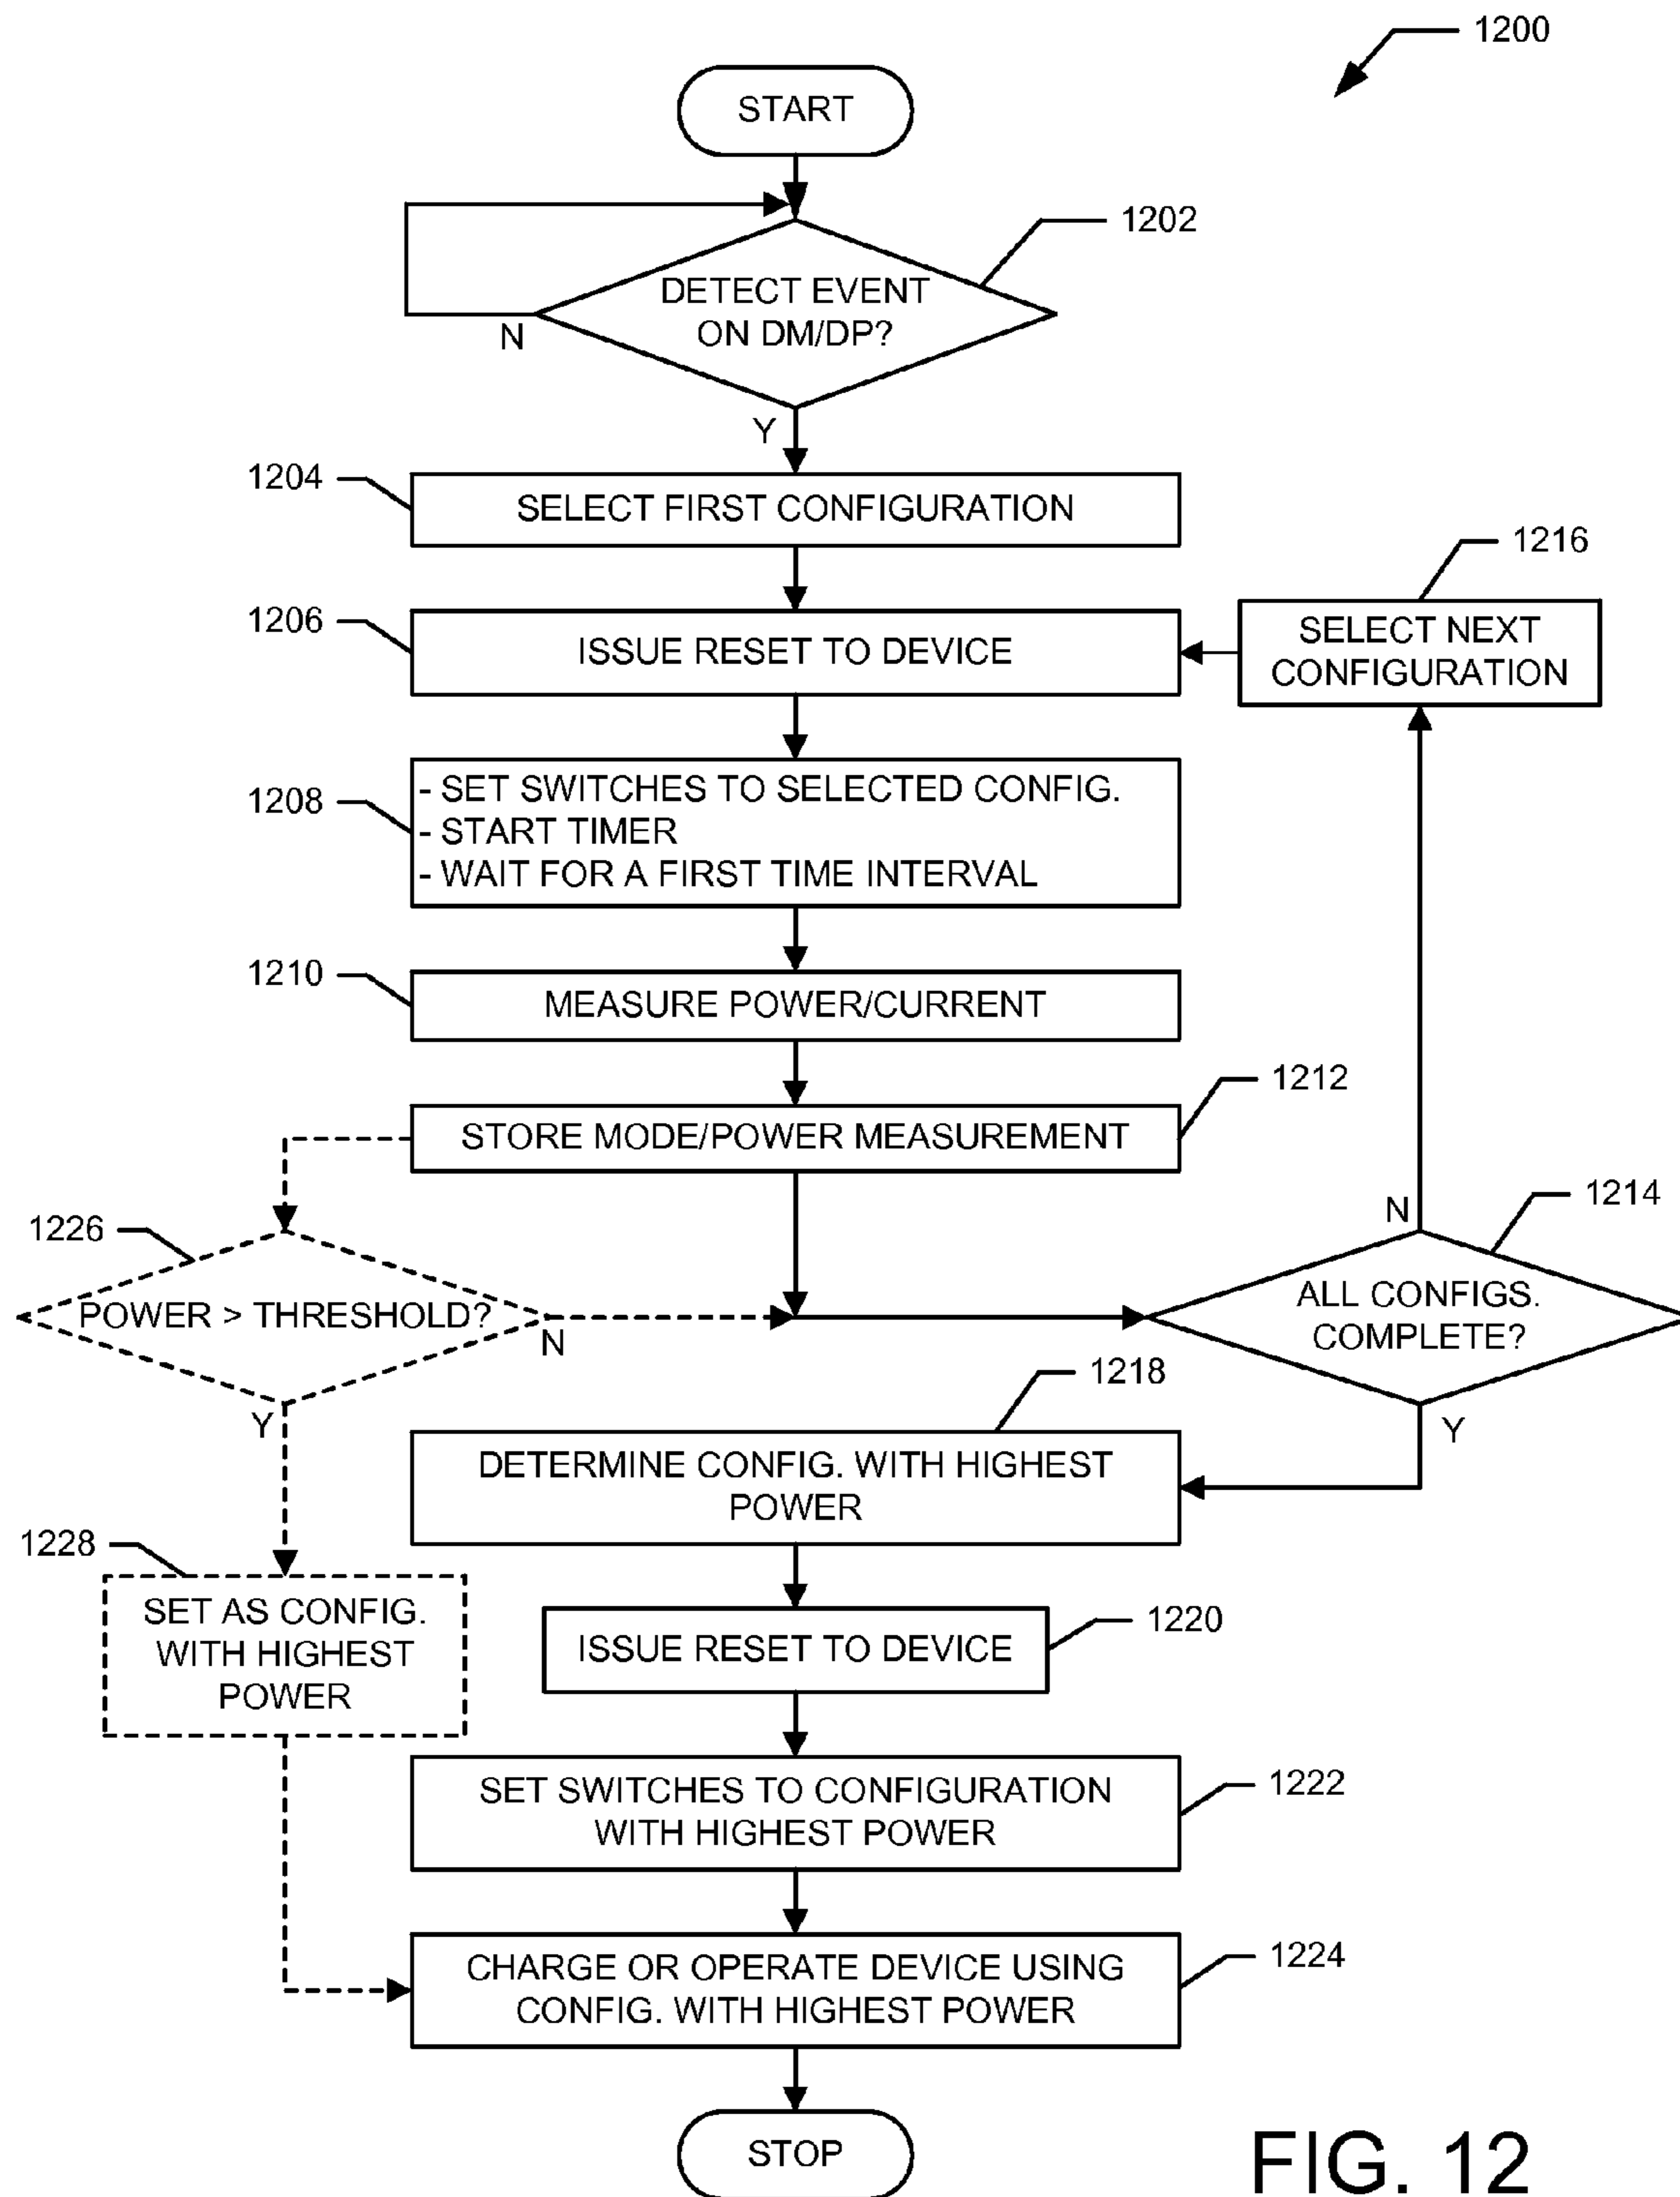 1200
START
1202
DETECT EVENT
ON DM/DP?
N
Y
1204
SELECT FIRST CONFIGURATION
1216
SELECT NEXT
CONFIGURATION
1206
ISSUE RESET TO DEVICE
1208
- SET SWITCHES TO SELECTED CONFIG.
- START TIMER
- WAIT FOR A FIRST TIME INTERVAL
1210
MEASURE POWER/CURRENT
1212
STORE MODE/POWER MEASUREMENT
1226
POWER > THRESHOLD?
N
Y
1214
N
ALL CONFIGS.
COMPLETE?
Y
1218
DETERMINE CONFIG. WITH HIGHEST
POWER
1228
SET AS CONFIG.
WITH HIGHEST
POWER
1220
ISSUE RESET TO DEVICE
1222
SET SWITCHES TO CONFIGURATION
WITH HIGHEST POWER
1224
CHARGE OR OPERATE DEVICE USING
CONFIG. WITH HIGHEST POWER
STOP
FIG. 12